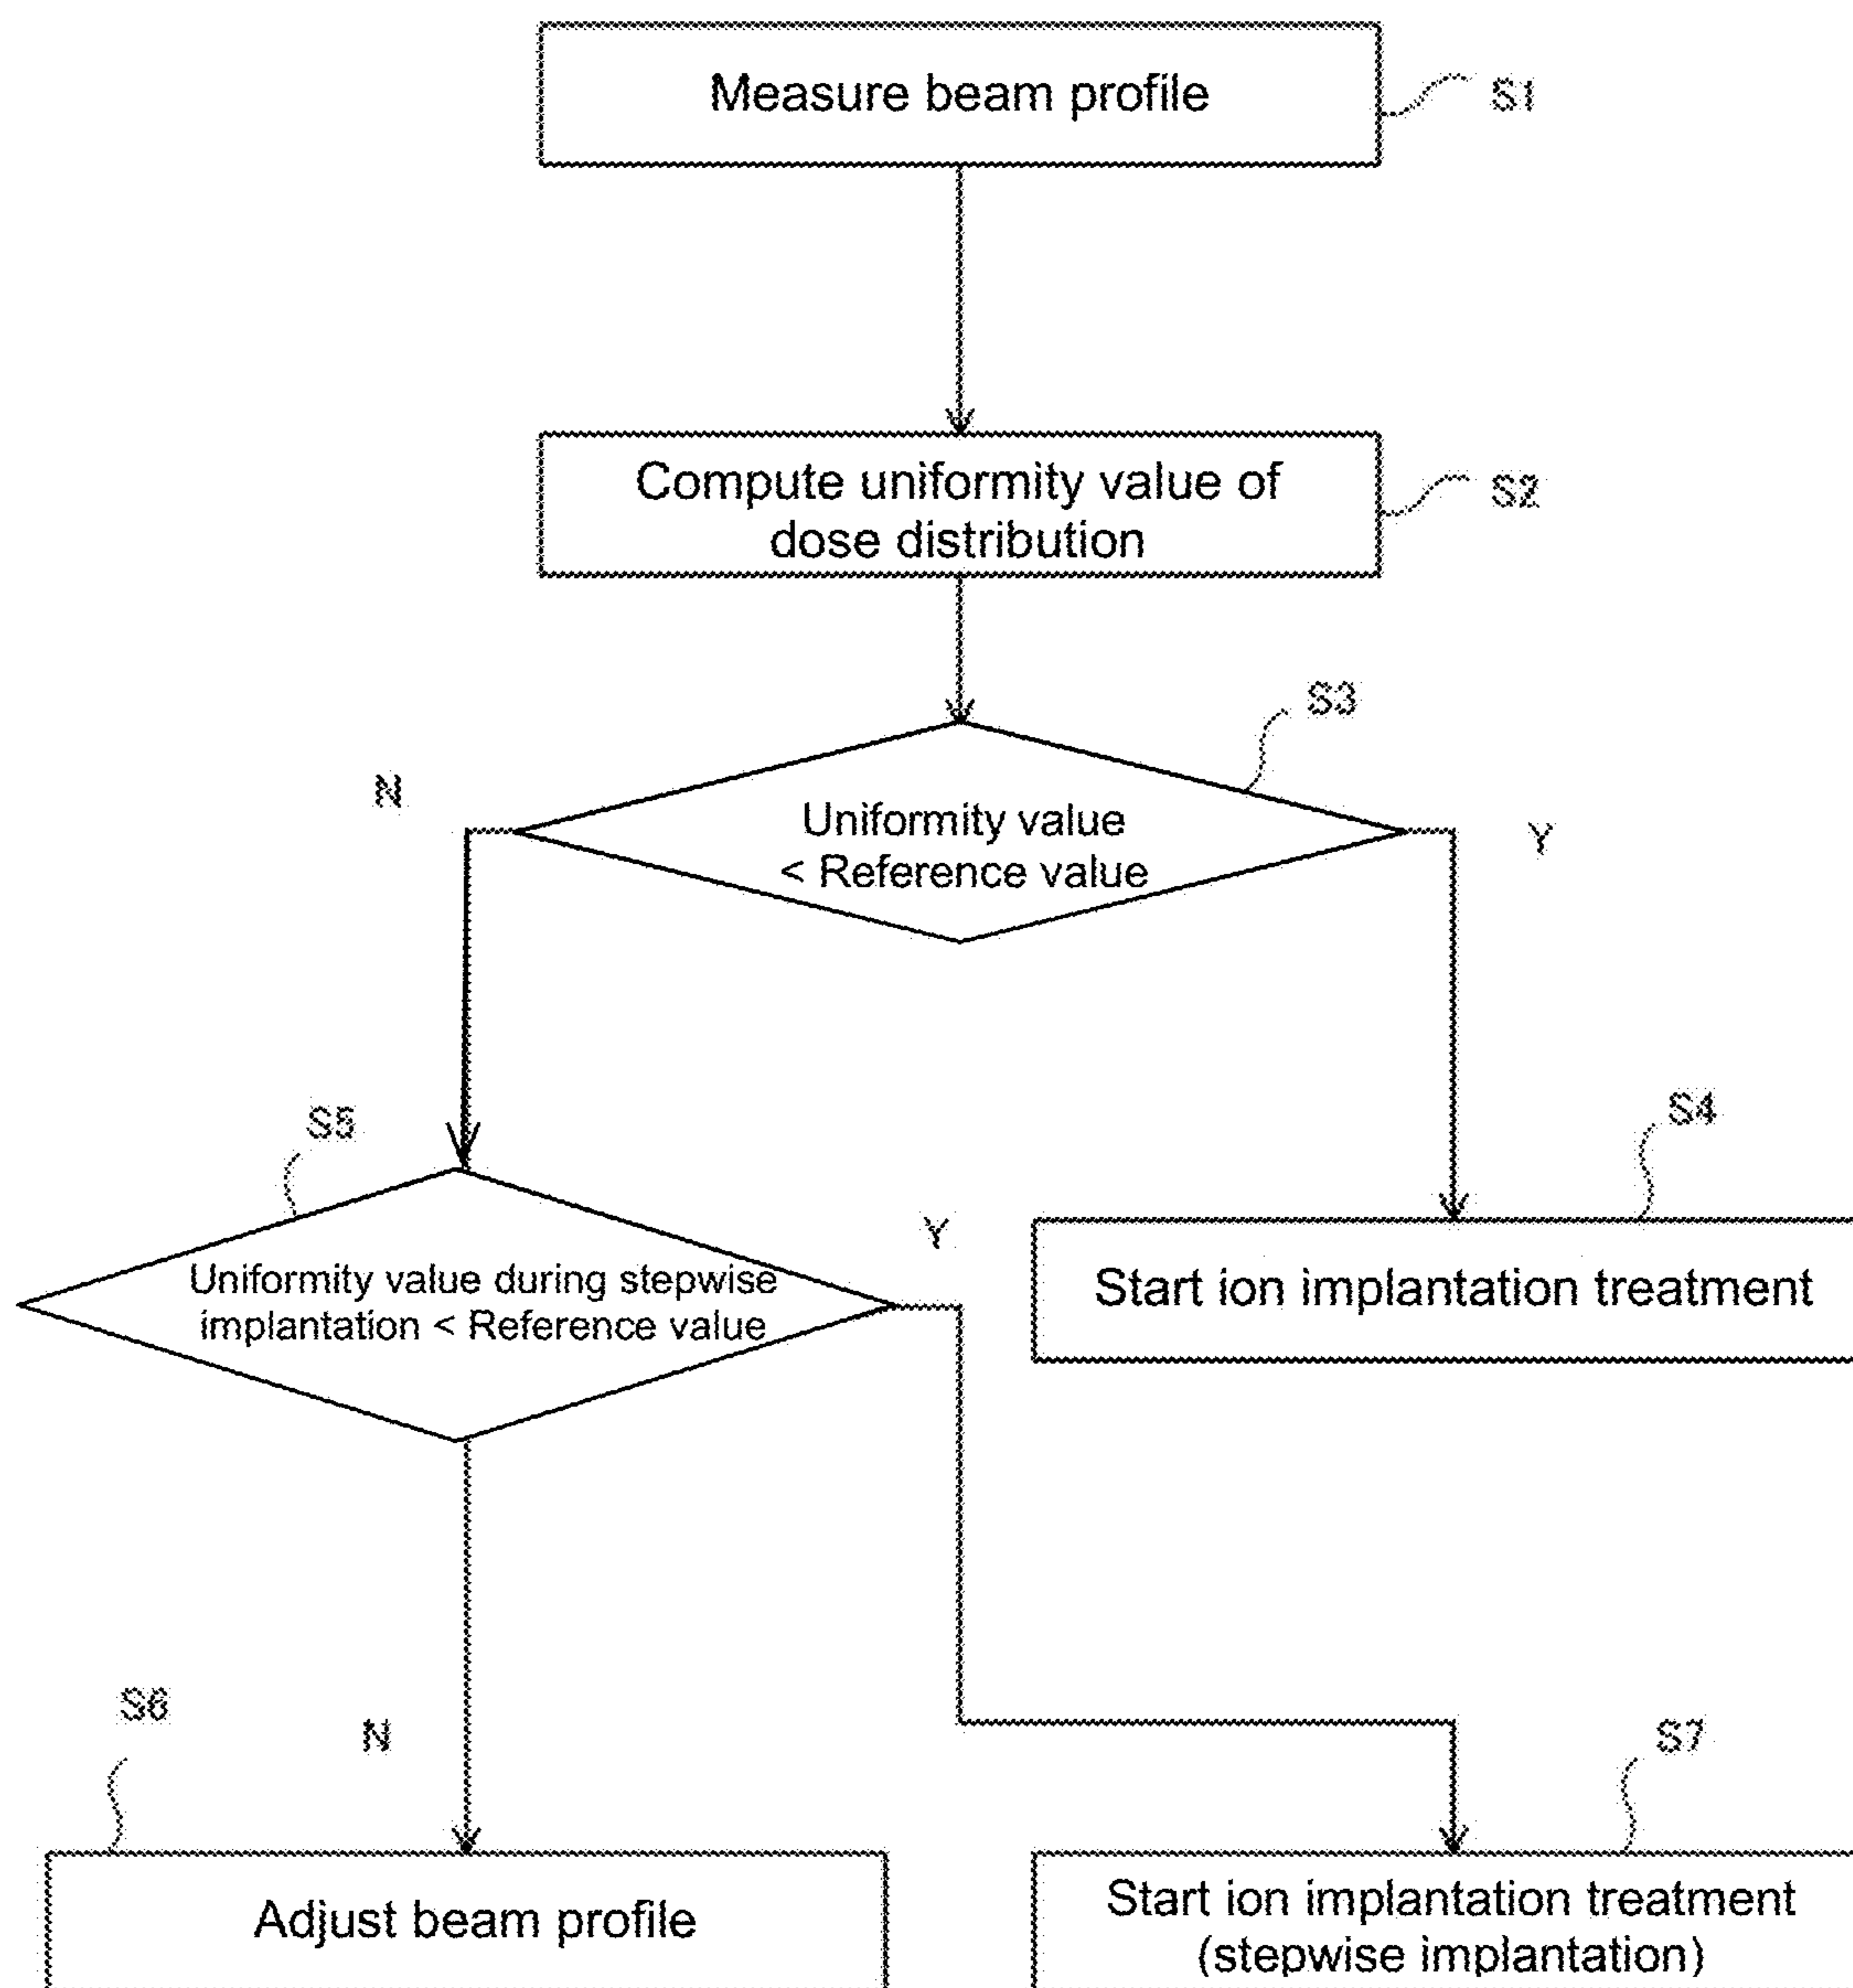 Measure beam profile
S1
Compute uniformity value of
dose distribution
S2
S3
N
Uniformity value
< Reference value
Y
S5
S4
Y
Uniformity value during stepwise
implantation < Reference value
Start ion implantation treatment
S6
N
S7
Adjust beam profile
Start ion implantation treatment
(stepwise implantation)